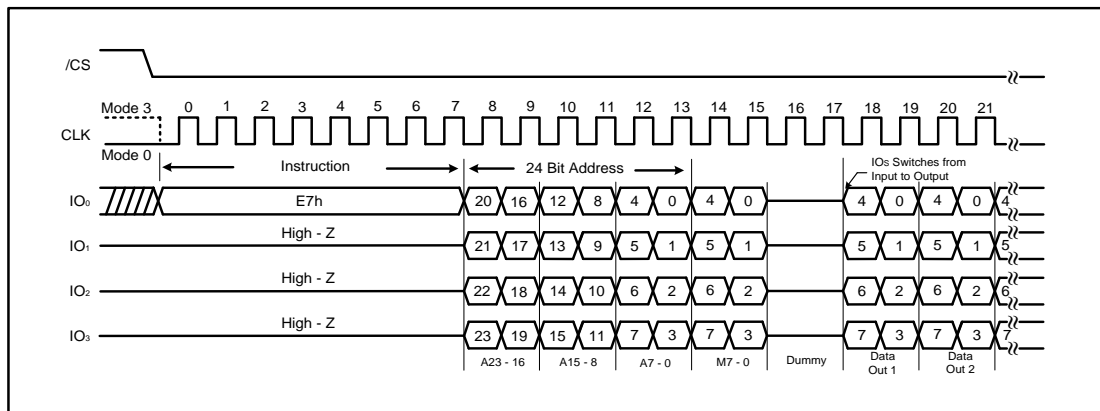 /CS
Mode 3 0 1 2 3 4 5 6 7 8 9 10 11 12 13 14 15 16 17 18 19 20 21
CLK
Mode 0
Instruction 24 Bit Address IOs Switches from
Input to Output
IO0 E7h 20 16 12 8 4 0 4 0 4 0 4 0 4
High - Z
IO1 21 17 13 9 5 1 5 1 5 1 5 1 5
High - Z
IO2 22 18 14 10 6 2 6 2 6 2 6 2 6
High - Z
IO3 23 19 15 11 7 3 7 3 7 3 7 3 7
A23 - 16 A15 - 8 A7 - 0 M7 - 0 Dummy Data Data
Out 1 Out 2